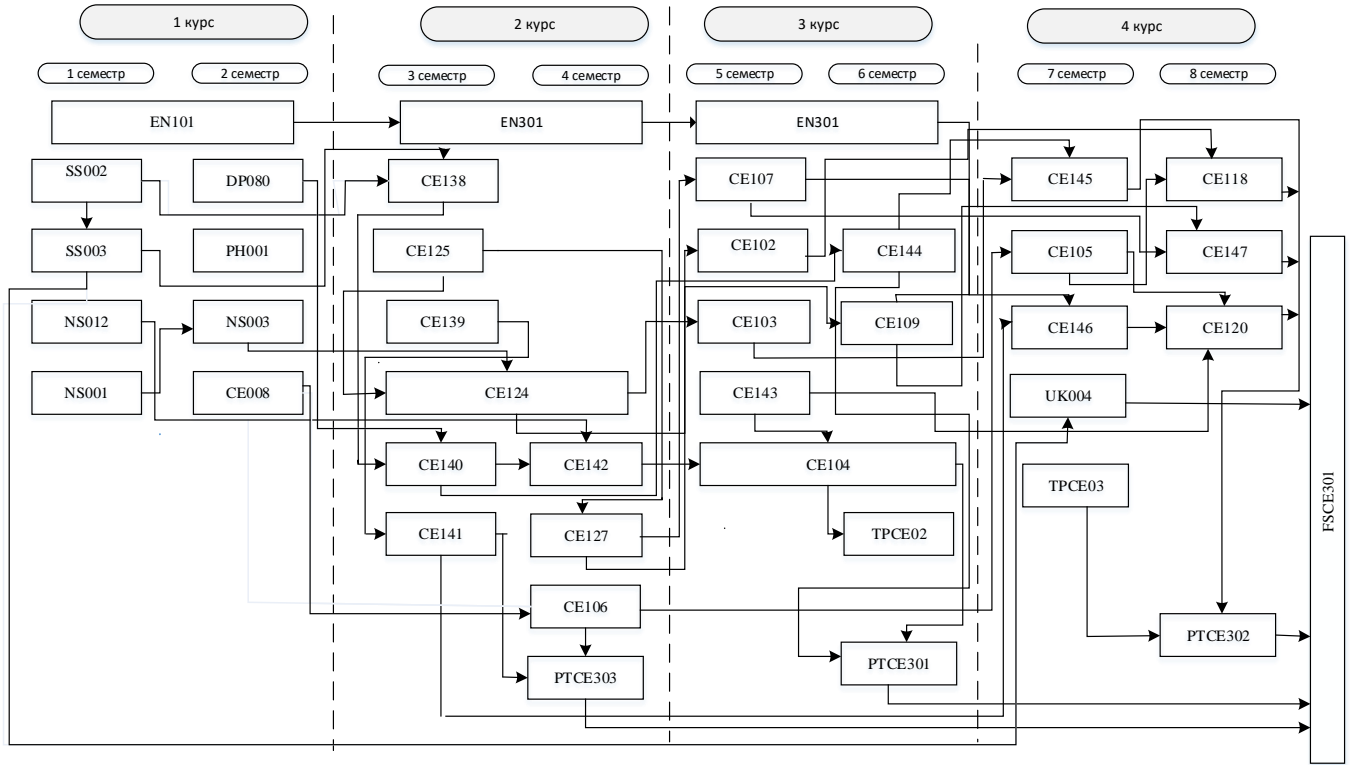 1 курс
2 курс
3 курс
4 курс
1 семестр
2 семестр
3 семестр
4 семестр
5 семестр
6 семестр
7 семестр
8 семестр
EN101
EN301
EN301
SS002
DP080
CE138
CE107
CE145
CE118
SS003
PH001
CE125
CE102
CE144
CE105
CE147
NS012
NS003
CE139
CE103
CE109
CE146
CE120
NS001
CE008
CE124
CE143
UK004
CE140
CE142
CE104
TPCE03
CE141
CE127
TPCE02
FSCE301
CE106
PTCE302
PTCE303
PTCE301